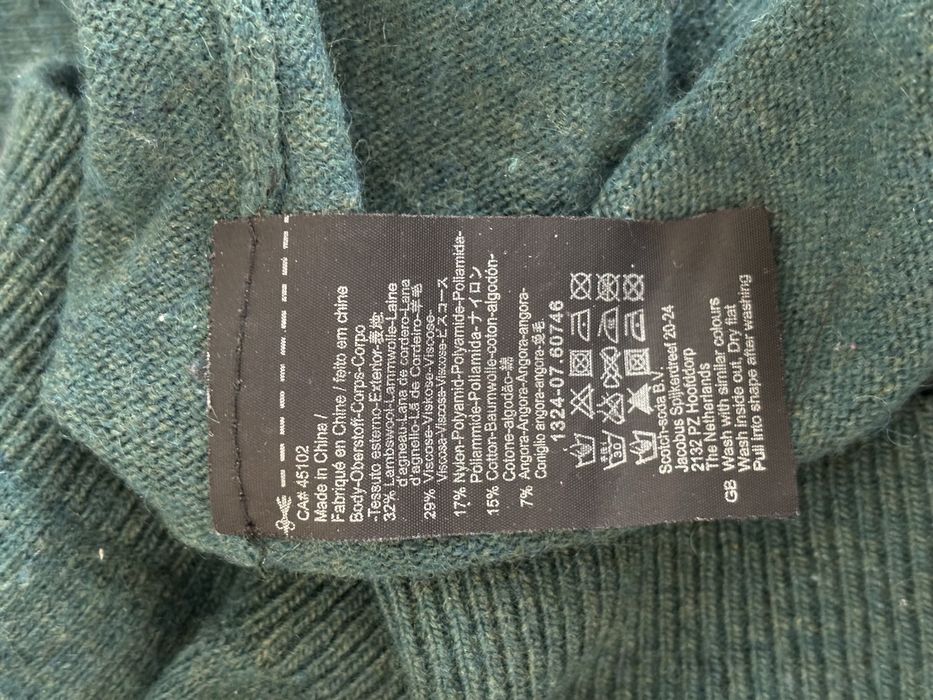 CA# 45102
Made in China /
Fabriqué en Chine / feito em chine
Body-Oberstoff-Corps-Corpo
-Tessuto esterno-Exterior-表地:
32% Lambswool-Lammwolle-Laine
d'agneau-Lana de cordero-Lana
d'agnello-Lã de Cordeiro-羊毛
29% Viscose-Viskose-Viscose-
Viscosa-Viscosa-Viscose-ビスコース
17% Nylon-Polyamid-Polyamide-Poliamida-
Poliammide-Poliamida-ナイロン
15% Cotton-Baumwolle-coton-algodón-
Cotone-algodão-綿
7% Angora-Angora-angora-angora-
Coniglio angora-angora-兔毛
1324-07.60746
30
Scotch-soda B.V.
Jacobus Spijkerdreef 20-24
2132 PZ Hoofddorp
The Netherlands
GB Wash with similar colours
Wash inside out, Dry flat
Pull into shape after washing